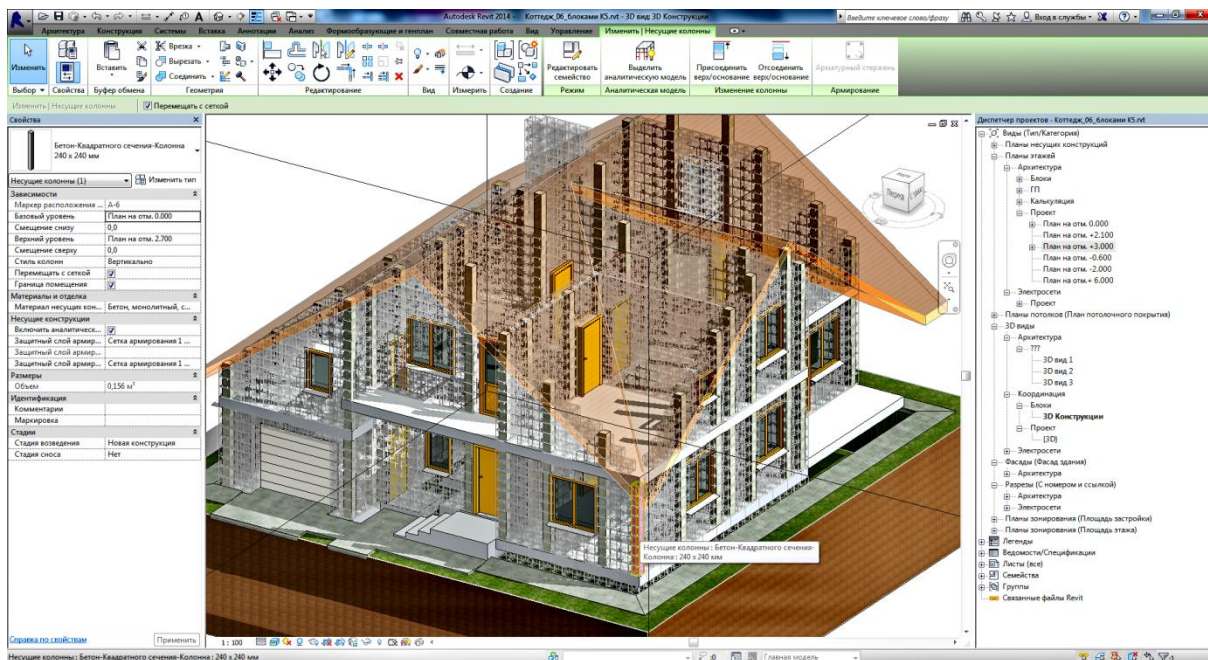 Autodesk Revit 2014 - Коттедж_06_блоками K5.rvt - 3D вид: 3D Конструкции
Введите ключевое слово/фразу
Вход в службы
Архитектура Конструкция Системы Вставка Аннотации Анализ Формообразующие и генплан Совместная работа Вид Управление Изменить | Несущие колонны
Изменить
Вставить
Врезка
Вырезать
Соединить
Редактировать семейство
Выделить аналитическую модель
Присоединить верх/основание
Отсоединить верх/основание
Арматурный стержень
Выбор Свойства Буфер обмена Геометрия Редактирование Вид Измерить Создание Режим Аналитическая модель Изменение колонны Армирование
Изменить | Несущие колонны Перемещать с сеткой
Свойства
Бетон-Квадратного сечения-Колонна
240 x 240 мм
Несущие колонны (1) Изменить тип
Зависимости
Маркер расположения ... А-6
Базовый уровень План на отм. 0.000
Смещение снизу 0,0
Верхний уровень План на отм. 2.700
Смещение сверху 0,0
Стиль колонн Вертикально
Перемещать с сеткой
Граница помещения
Материалы и отделка
Материал несущих кон... Бетон, монолитный, с...
Несущие конструкции
Включить аналитическ...
Защитный слой армир... Сетка армирования 1 ...
Защитный слой армир...
Защитный слой армир... Сетка армирования 1 ...
Размеры
Объем 0,156 м³
Идентификация
Комментарии
Маркировка
Стадии
Стадия возведения Новая конструкция
Стадия сноса Нет
Справка по свойствам Применить
Несущие колонны : Бетон-Квадратного сечения-
Колонна : 240 x 240 мм
1 : 100
Диспетчер проектов - Коттедж_06_блоками K5.rvt
Виды (Тип/Категория)
Планы несущих конструкций
Планы этажей
Архитектура
Блоки
ГП
Калькуляция
Проект
План на отм. 0.000
План на отм. +2.100
План на отм. +3.000
План на отм. -0.600
План на отм. -2.000
План на отм.+ 6.000
Электросети
Проект
Планы потолков (План потолочного покрытия)
3D виды
Архитектура
???
3D вид 1
3D вид 2
3D вид 3
Координация
Блоки
3D Конструкции
Проект
{3D}
Электросети
Фасады (Фасад здания)
Архитектура
Разрезы (С номером и ссылкой)
Архитектура
Электросети
Планы зонирования (Площадь застройки)
Планы зонирования (Площадь этажа)
Легенды
Ведомости/Спецификации
Листы (все)
Семейства
Группы
Связанные файлы Revit
Несущие колонны : Бетон-Квадратного сечения-Колонна : 240 x 240 мм
:0 Главная модель